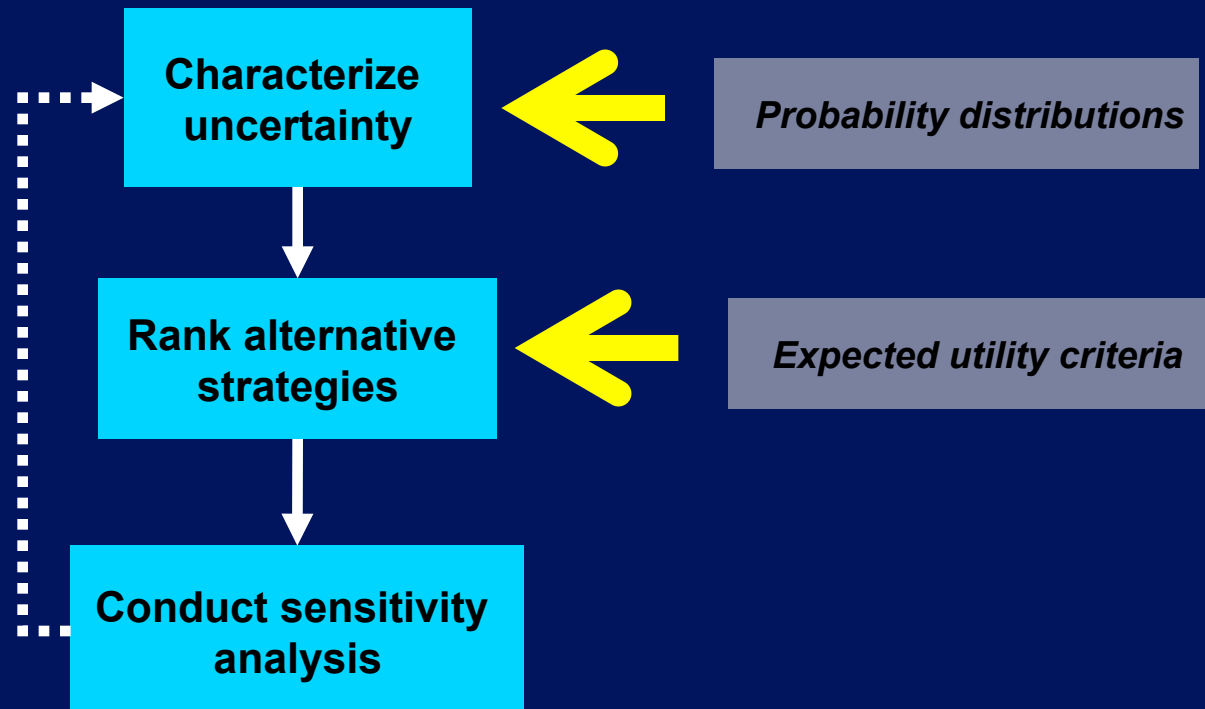 Characterize
uncertainty
Probability distributions
Rank alternative
strategies
Expected utility criteria
Conduct sensitivity
analysis